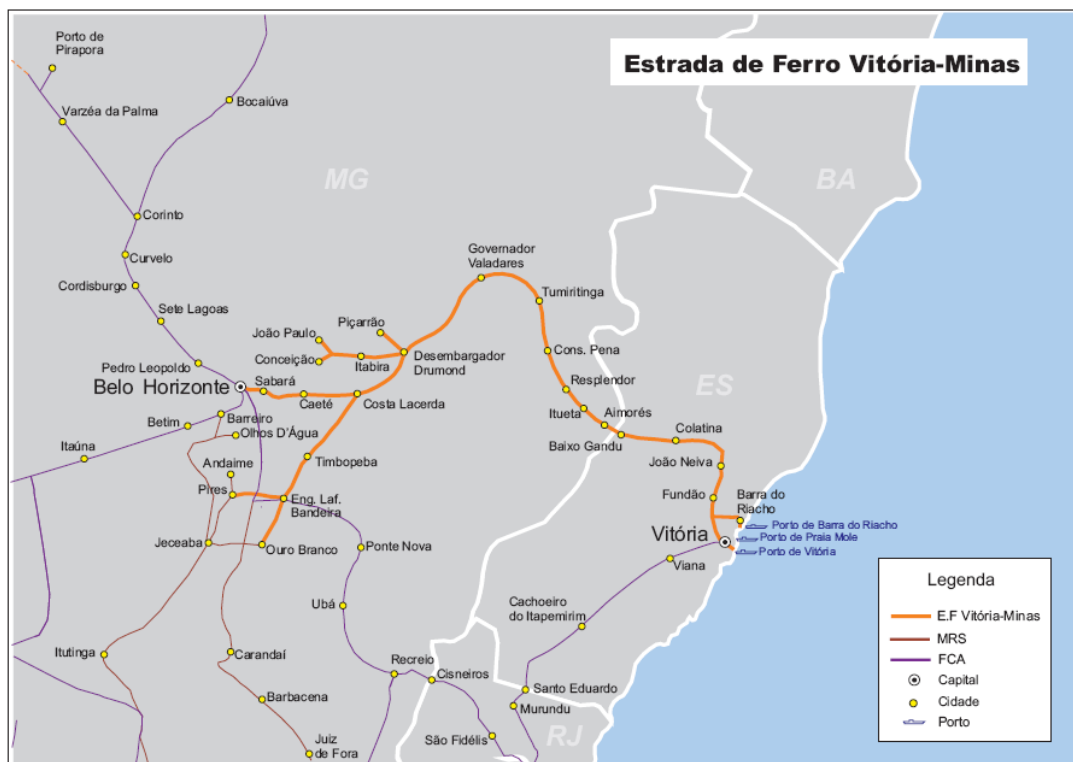 Estrada de Ferro Vitória-Minas
Porto de
Pirapora
Varzéa da Palma
Bocaiúva
MG
BA
Corinto
Curvelo
Cordisburgo
Sete Lagoas
Governador
Valadares
Tumiritinga
Piçarrão
João Paulo
Conceição
Itabira
Desembargador
Drumond
Cons. Pena
Pedro Leopoldo
Belo Horizonte
Sabará
Caeté
Costa Lacerda
Resplendor
ES
Itueta
Aimorés
Baixo Gandu
Colatina
Betim
Barreiro
Olhos D'Água
Itaúna
Andaime
Timbopeba
João Neiva
Pires
Eng. Laf.
Bandeira
Fundão
Barra do
Riacho
Porto de Barra do Riacho
Vitória
Porto de Praia Mole
Porto de Vitória
Jeceaba
Ouro Branco
Ponte Nova
Viana
Ubá
Cachoeiro
do Itapemirim
Itutinga
Carandaí
Recreio
Cisneiros
Santo Eduardo
Barbacena
Murundu
RJ
São Fidélis
Juiz
de Fora
Legenda
E.F Vitória-Minas
MRS
FCA
Capital
Cidade
Porto